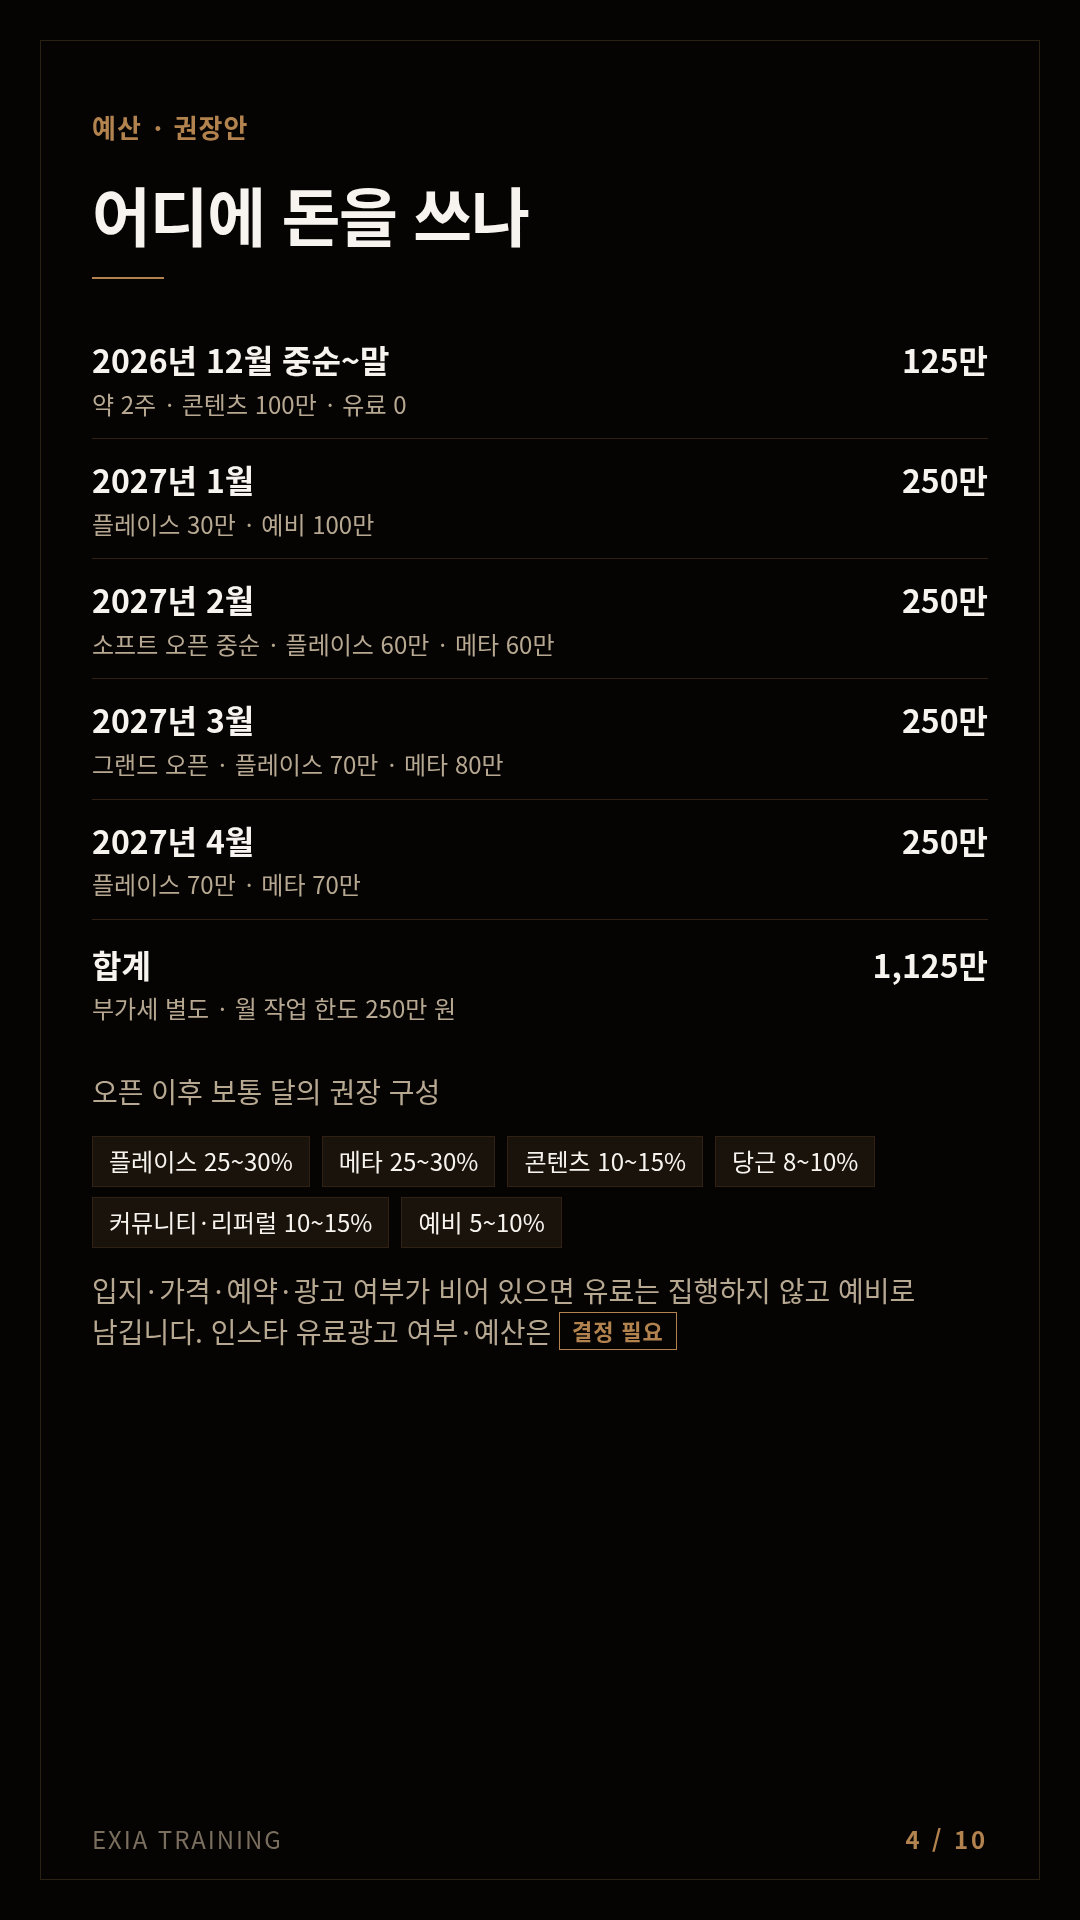 예산 · 권장안
어디에 돈을 쓰나
2026년 12월 중순~말 125만
약 2주 · 콘텐츠 100만 · 유료 0
2027년 1월 250만
플레이스 30만 · 예비 100만
2027년 2월 250만
소프트 오픈 중순 · 플레이스 60만 · 메타 60만
2027년 3월 250만
그랜드 오픈 · 플레이스 70만 · 메타 80만
2027년 4월 250만
플레이스 70만 · 메타 70만
합계 1,125만
부가세 별도 · 월 작업 한도 250만 원
오픈 이후 보통 달의 권장 구성
플레이스 25~30% 메타 25~30% 콘텐츠 10~15% 당근 8~10%
커뮤니티·리퍼럴 10~15% 예비 5~10%
입지·가격·예약·광고 여부가 비어 있으면 유료는 집행하지 않고 예비로
남깁니다. 인스타 유료광고 여부·예산은 결정 필요
EXIA TRAINING 4 / 10